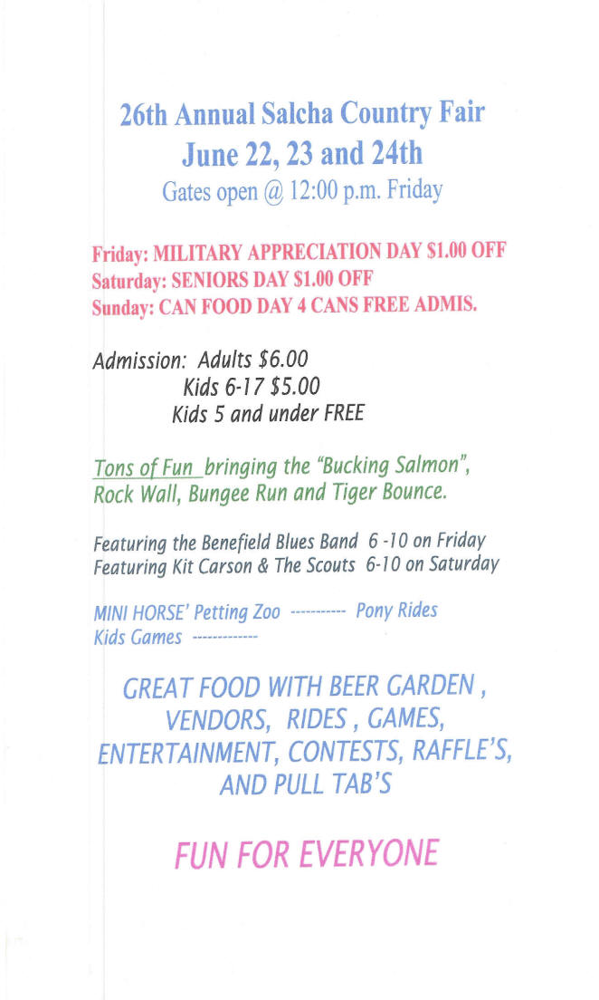 26th Annual Salcha Country Fair
June 22, 23 and 24th
Gates open @ 12:00 p.m. Friday
Friday: MILITARY APPRECIATION DAY $1.00 OFF
Saturday: SENIORS DAY $1.00 OFF
Sunday: CAN FOOD DAY 4 CANS FREE ADMIS.
Admission: Adults $6.00
Kids 6-17 $5.00
Kids 5 and under FREE
Tons of Fun bringing the “Bucking Salmon”,
Rock Wall, Bungee Run and Tiger Bounce.
Featuring the Benefield Blues Band 6 -10 on Friday
Featuring Kit Carson & The Scouts 6-10 on Saturday
MINI HORSE’ Petting Zoo ----------- Pony Rides
Kids Games -------------
GREAT FOOD WITH BEER GARDEN ,
VENDORS, RIDES , GAMES,
ENTERTAINMENT, CONTESTS, RAFFLE’S,
AND PULL TAB’S
FUN FOR EVERYONE